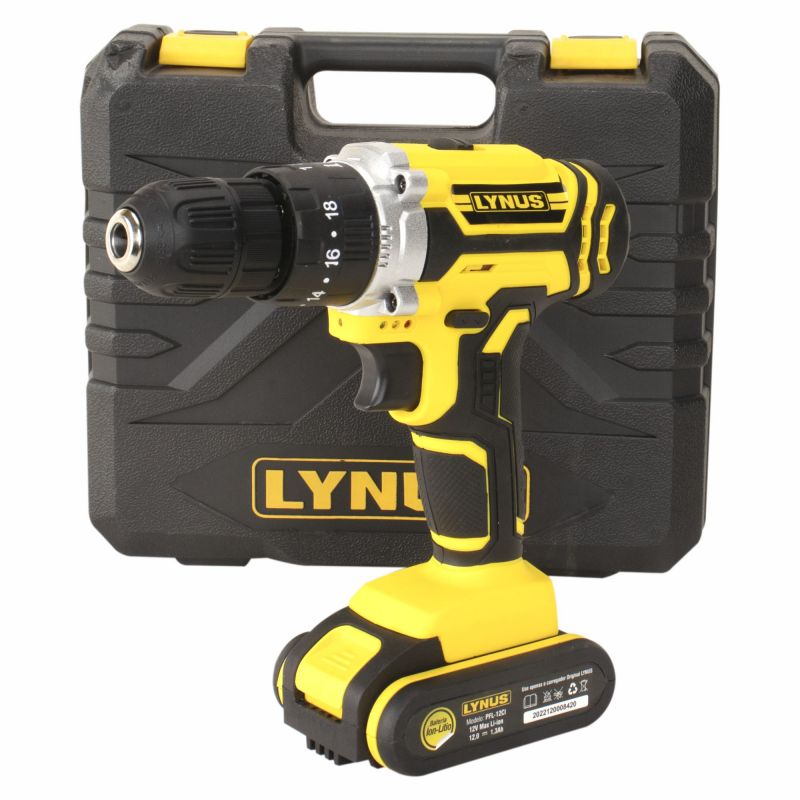 LYNUS
18
16
14
LYNUS
Bateria
Íon-Lítio
LYNUS
Modelo: PFL-12CI
12V Max Li-Ion
12,0 ⎓ 1,3Ah
Use apenas o carregador Original LYNUS
2022120008420